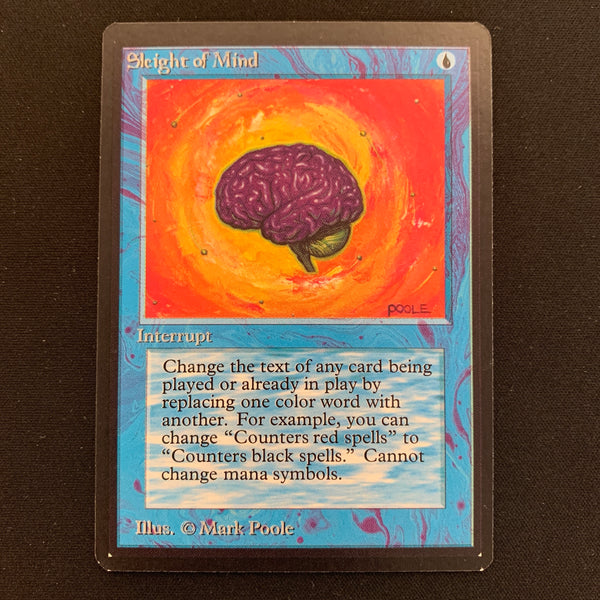 Sleight of Mind
POOLE
Interrupt
Change the text of any card being
played or already in play by
replacing one color word with
another. For example, you can
change “Counters red spells” to
“Counters black spells.” Cannot
change mana symbols.
Illus. © Mark Poole